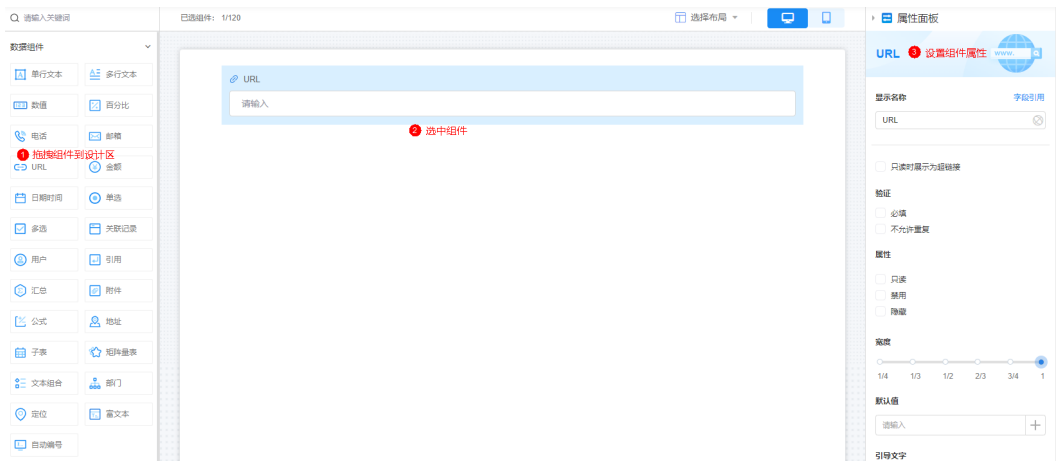 请输入关键词
已选组件： 1/120
选择布局
属性面板
数据组件
单行文本
多行文本
数值
百分比
电话
邮箱
1 拖拽组件到设计区
URL
金额
日期时间
单选
多选
关联记录
用户
引用
汇总
附件
公式
地址
子表
矩阵量表
文本组合
部门
定位
富文本
自动编号
URL
请输入
2 选中组件
URL
3 设置组件属性
www.
显示名称
字段引用
URL
只读时展示为超链接
验证
必填
不允许重复
属性
只读
禁用
隐藏
宽度
1/4 1/3 1/2 2/3 3/4 1
默认值
请输入
引导文字